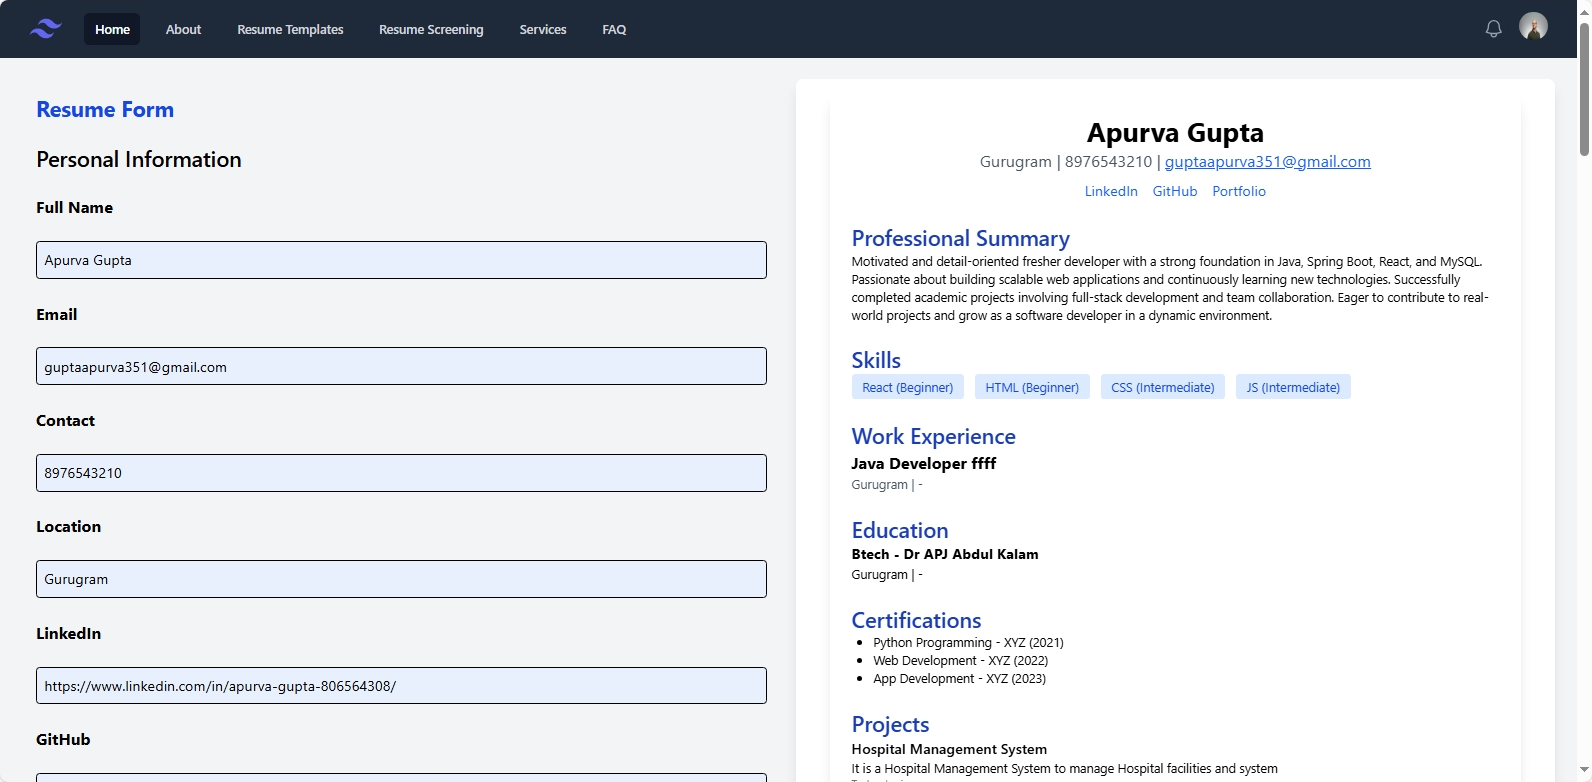 Home About Resume Templates Resume Screening Services FAQ
Resume Form
Personal Information
Full Name
Apurva Gupta
Email
guptaapurva351@gmail.com
Contact
8976543210
Location
Gurugram
LinkedIn
https://www.linkedin.com/in/apurva-gupta-806564308/
GitHub
Apurva Gupta
Gurugram | 8976543210 | guptaapurva351@gmail.com
LinkedIn GitHub Portfolio
Professional Summary
Motivated and detail-oriented fresher developer with a strong foundation in Java, Spring Boot, React, and MySQL.
Passionate about building scalable web applications and continuously learning new technologies. Successfully
completed academic projects involving full-stack development and team collaboration. Eager to contribute to real-
world projects and grow as a software developer in a dynamic environment.
Skills
React (Beginner) HTML (Beginner) CSS (Intermediate) JS (Intermediate)
Work Experience
Java Developer ffff
Gurugram | -
Education
Btech - Dr APJ Abdul Kalam
Gurugram | -
Certifications
• Python Programming - XYZ (2021)
• Web Development - XYZ (2022)
• App Development - XYZ (2023)
Projects
Hospital Management System
It is a Hospital Management System to manage Hospital facilities and system